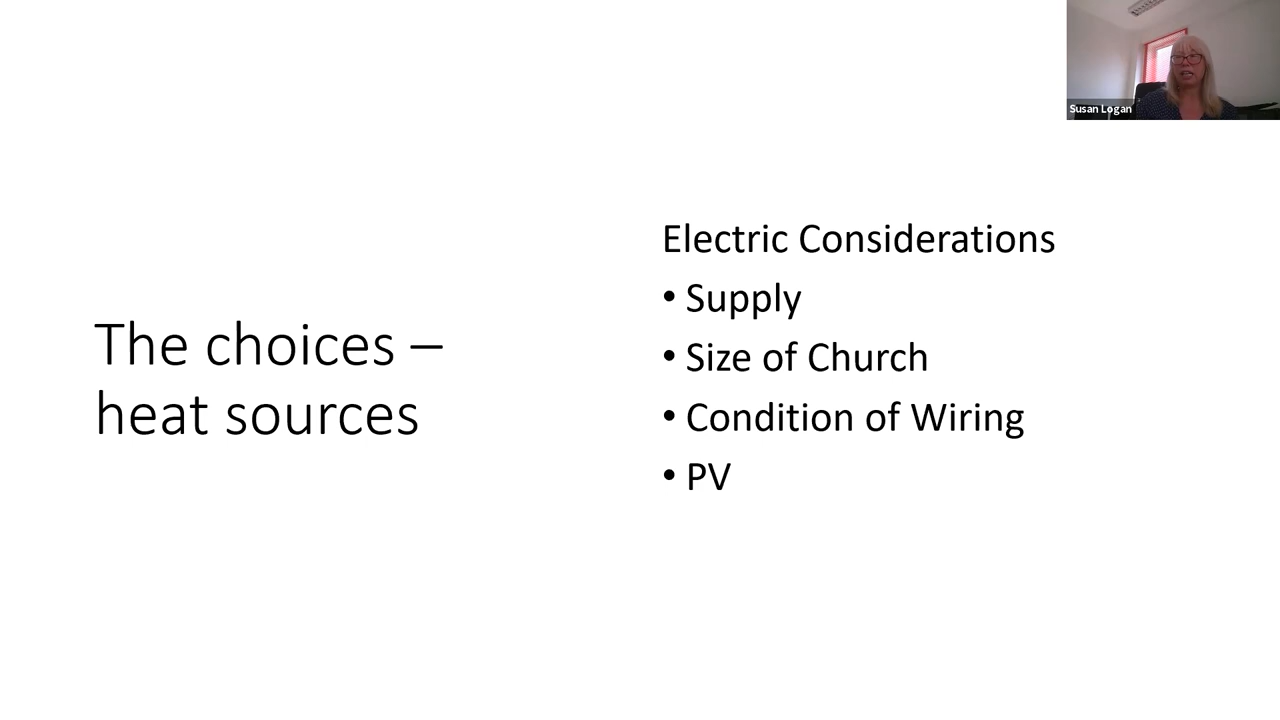 Susan Logan
The choices –
heat sources
Electric Considerations
• Supply
• Size of Church
• Condition of Wiring
• PV